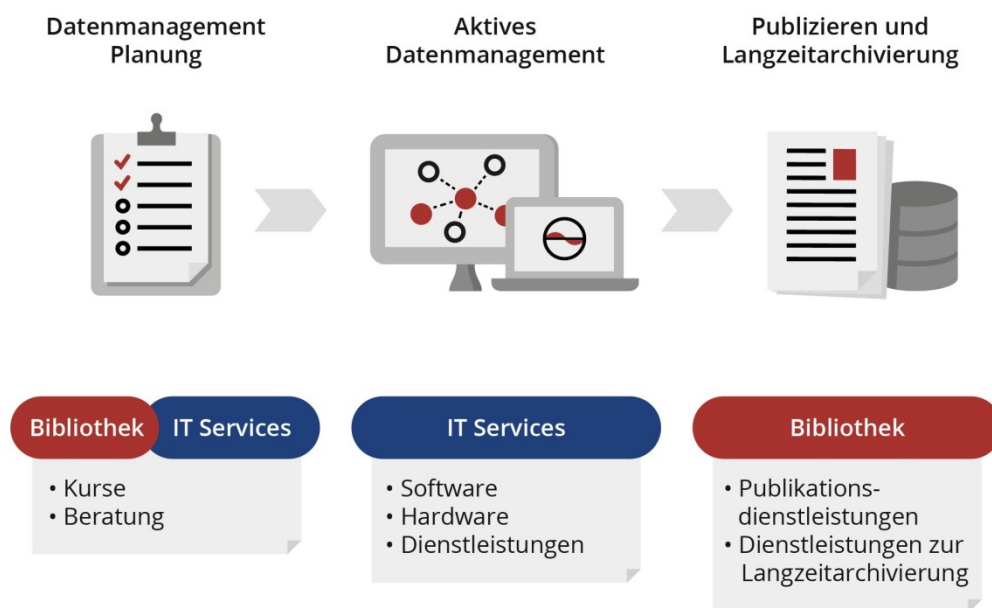 Datenmanagement
Planung
Aktives
Datenmanagement
Publizieren und
Langzeitarchivierung
Bibliothek
IT Services
• Kurse
• Beratung
IT Services
• Software
• Hardware
• Dienstleistungen
Bibliothek
• Publikations-
dienstleistungen
• Dienstleistungen zur
Langzeitarchivierung